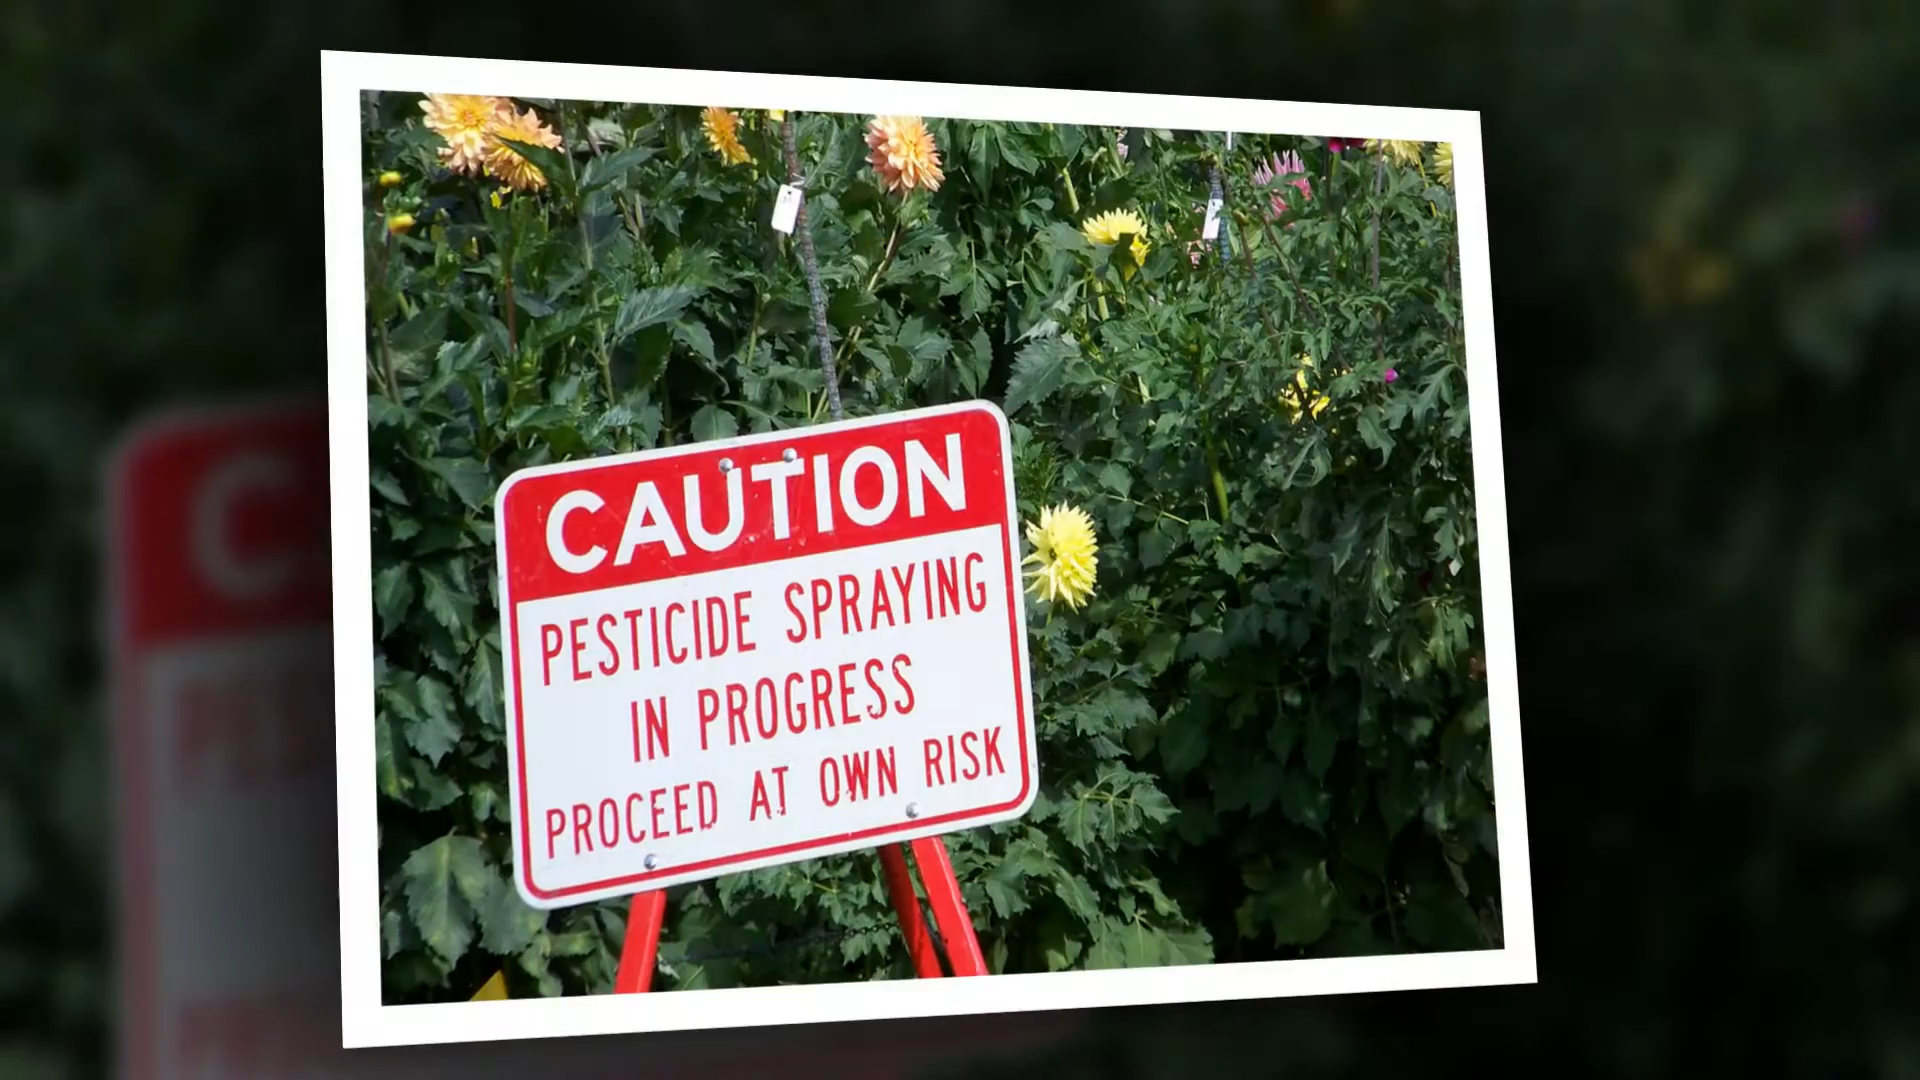 CAUTION
PESTICIDE SPRAYING
IN PROGRESS
PROCEED AT OWN RISK